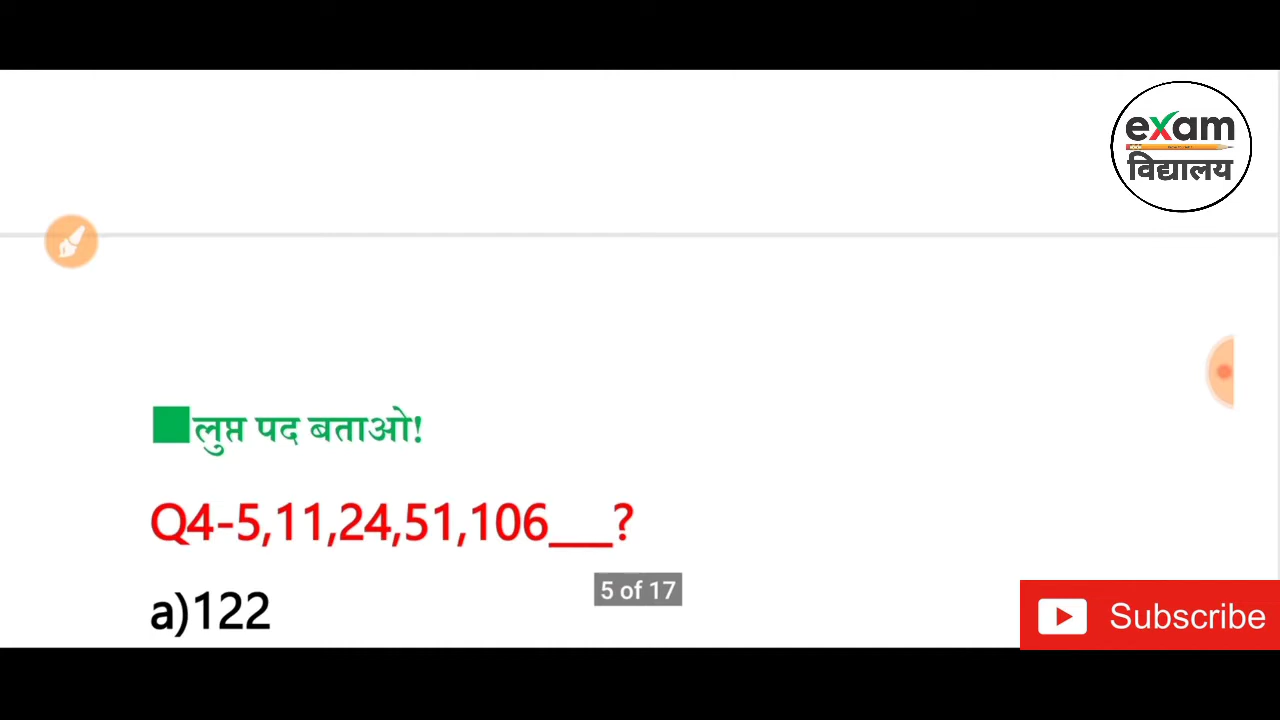 exam
विद्यालय
लुप्त पद बताओ!
Q4-5,11,24,51,106___?
a)122
5 of 17
Subscribe